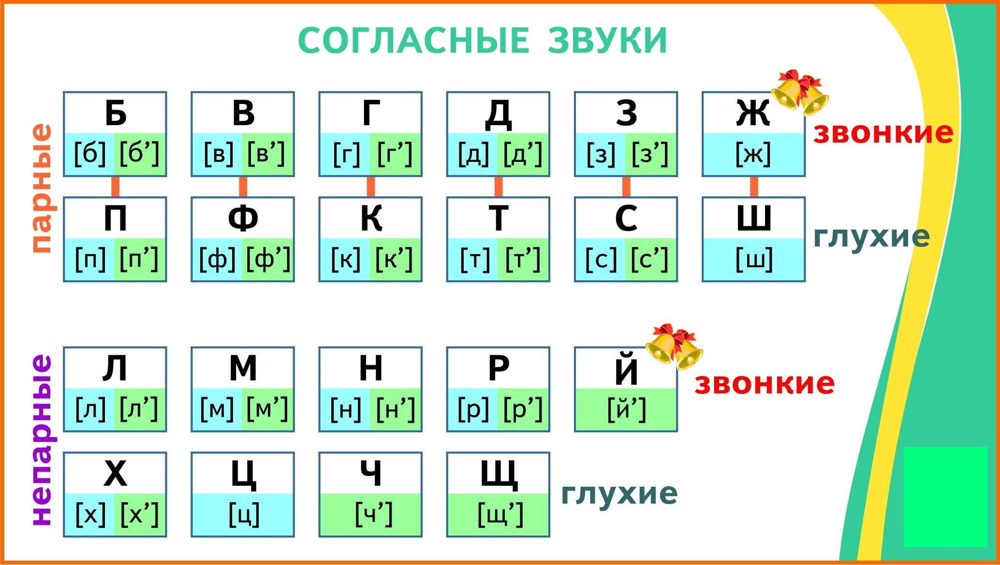 СОГЛАСНЫЕ ЗВУКИ
парные
Б В Г Д З Ж
звонкие
[б] [б’] [в] [в’] [г] [г’] [д] [д’] [з] [з’] [ж]
П Ф К Т С Ш
глухие
[п] [п’] [ф] [ф’] [к] [к’] [т] [т’] [с] [с’] [ш]
непарные
Л М Н Р Й
звонкие
[л] [л’] [м] [м’] [н] [н’] [р] [р’] [й’]
Х Ц Ч Щ
глухие
[х] [х’] [ц] [ч’] [щ’]